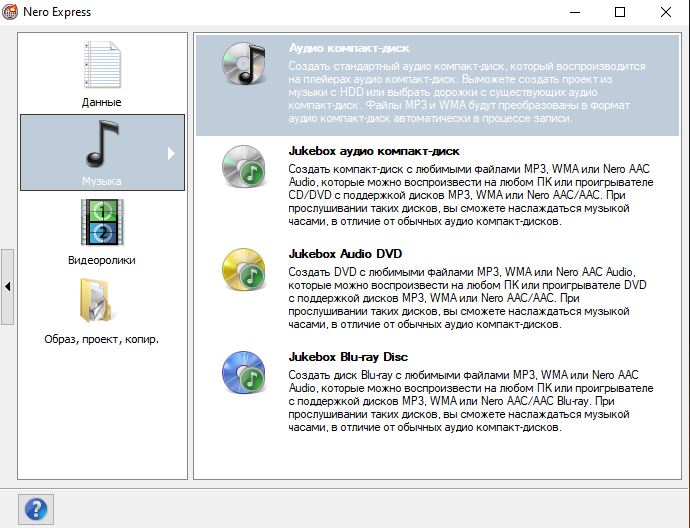 Nero Express
Данные
Музыка
Видеоролики
Образ, проект, копир.
Аудио компакт-диск
Создать стандартный аудио компакт-диск, который воспроизводится
на плейерах аудио компакт-диск. Выможете создать проект из
музыки с HDD или выбрать дорожки с существующих аудио
компакт-диск. Файлы MP3 и WMA будут преобразованы в формат
аудио компакт-диск автоматически в процессе записи.
Jukebox аудио компакт-диск
Создать компакт-диск с любимыми файлами MP3, WMA или Nero AAC
Audio, которые можно воспроизвести на любом ПК или проигрывателе
CD/DVD с поддержкой дисков MP3, WMA или Nero AAC/AAC. При
прослушивании таких дисков, вы сможете наслаждаться музыкой
часами, в отличие от обычных аудио компакт-дисков.
Jukebox Audio DVD
Создать DVD с любимыми файлами MP3, WMA или Nero AAC Audio,
которые можно воспроизвести на любом ПК или проигрывателе DVD
с поддержкой дисков MP3, WMA или Nero AAC/AAC. При
прослушивании таких дисков, вы сможете наслаждаться музыкой
часами, в отличие от обычных аудио компакт-дисков.
Jukebox Blu-ray Disc
Создать диск Blu-ray с любимыми файлами MP3, WMA или Nero AAC
Audio, которые можно воспроизвести на любом ПК или проигрывателе
с поддержкой дисков MP3, WMA или Nero AAC/AAC Blu-ray. При
прослушивании таких дисков, вы сможете наслаждаться музыкой
часами, в отличие от обычных аудио компакт-дисков.